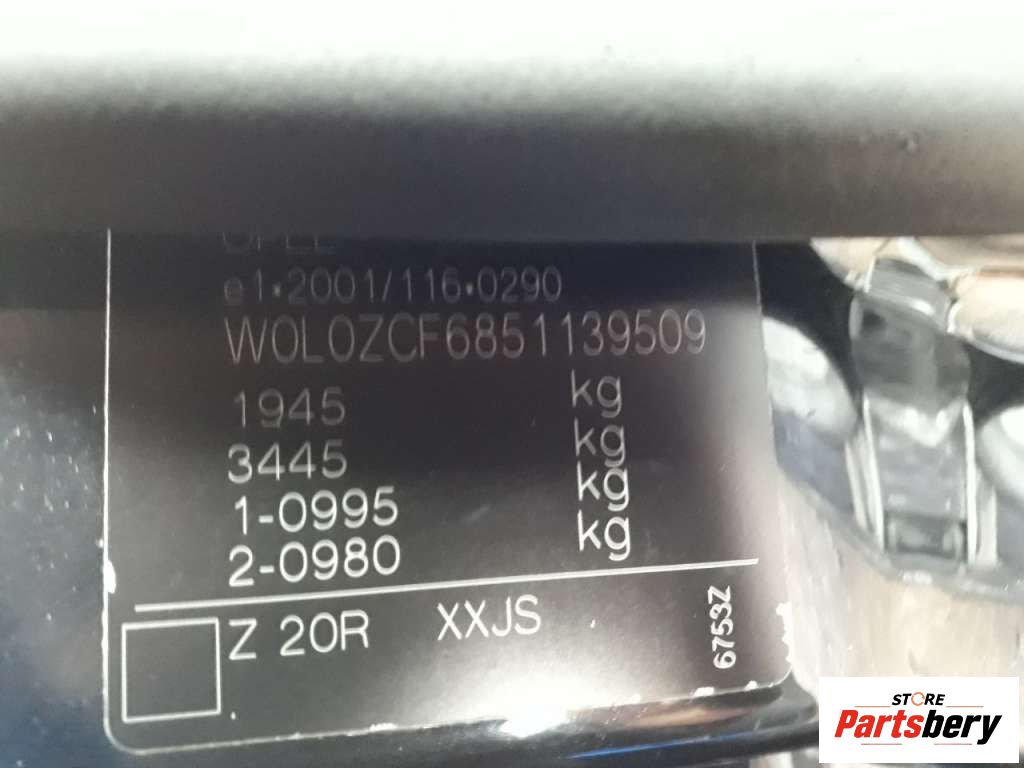 OPEL
e1*2001/116*0290
W0L0ZCF6851139509
1945 kg
3445 kg
1-0995 kg
2-0980 kg
Z 20R XXJS
6753Z
STORE
Partsbery